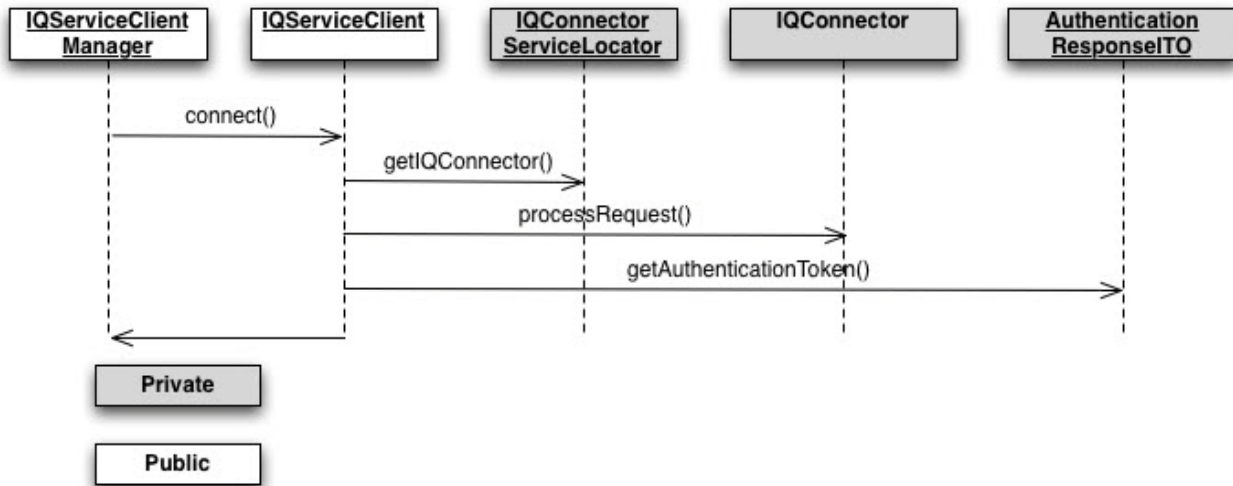 IQServiceClient
Manager
IQServiceClient
IQConnector
ServiceLocator
IQConnector
Authentication
ResponseITO
connect()
getIQConnector()
processRequest()
getAuthenticationToken()
Private
Public